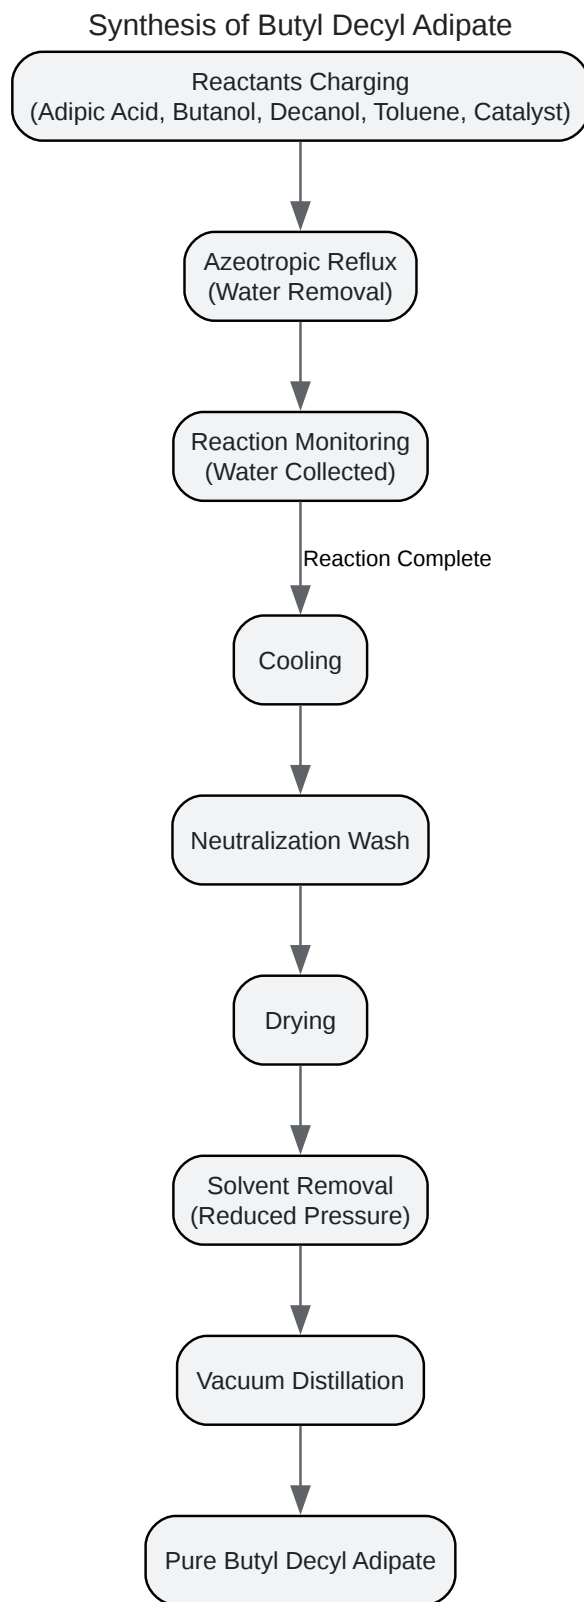 Synthesis of Butyl Decyl Adipate
Reactants Charging
(Adipic Acid, Butanol, Decanol, Toluene, Catalyst)
Azeotropic Reflux
(Water Removal)
Reaction Monitoring
(Water Collected)
Reaction Complete
Cooling
Neutralization Wash
Drying
Solvent Removal
(Reduced Pressure)
Vacuum Distillation
Pure Butyl Decyl Adipate